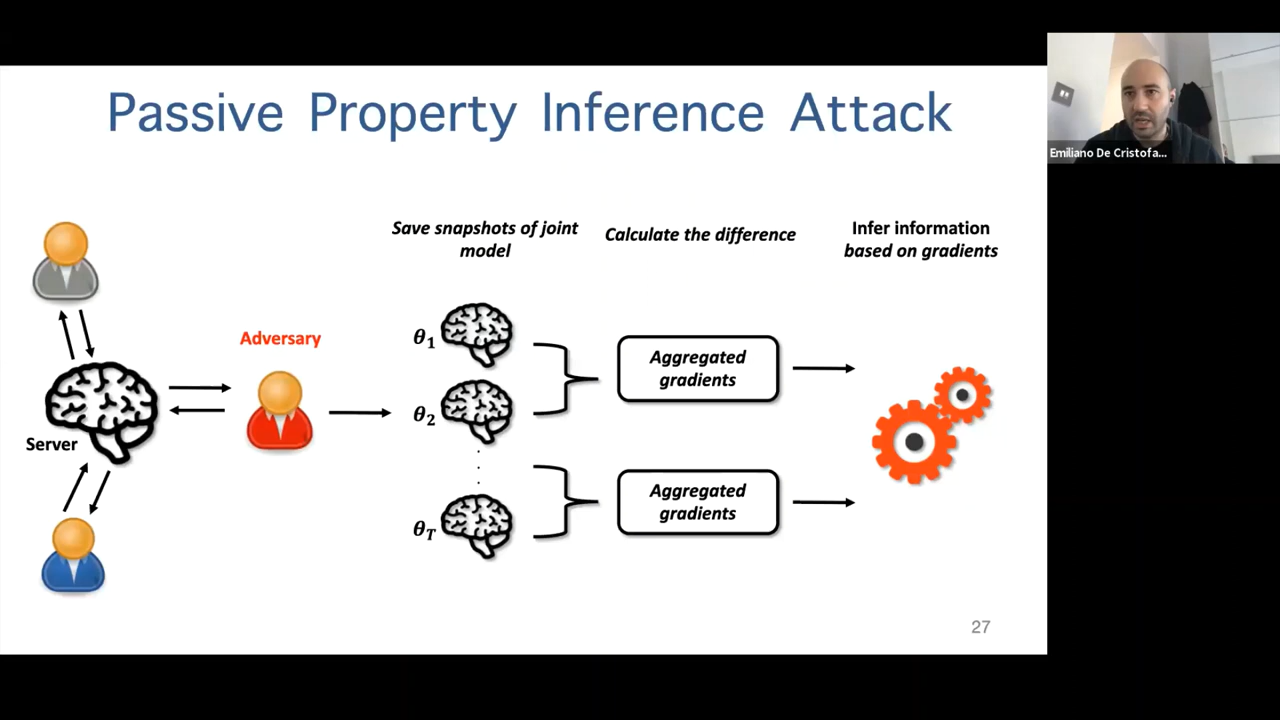 Passive Property Inference Attack
Emiliano De Cristofa...
Save snapshots of joint
model
Calculate the difference
Infer information
based on gradients
Adversary
Server
θ1
θ2
θT
Aggregated
gradients
Aggregated
gradients
27